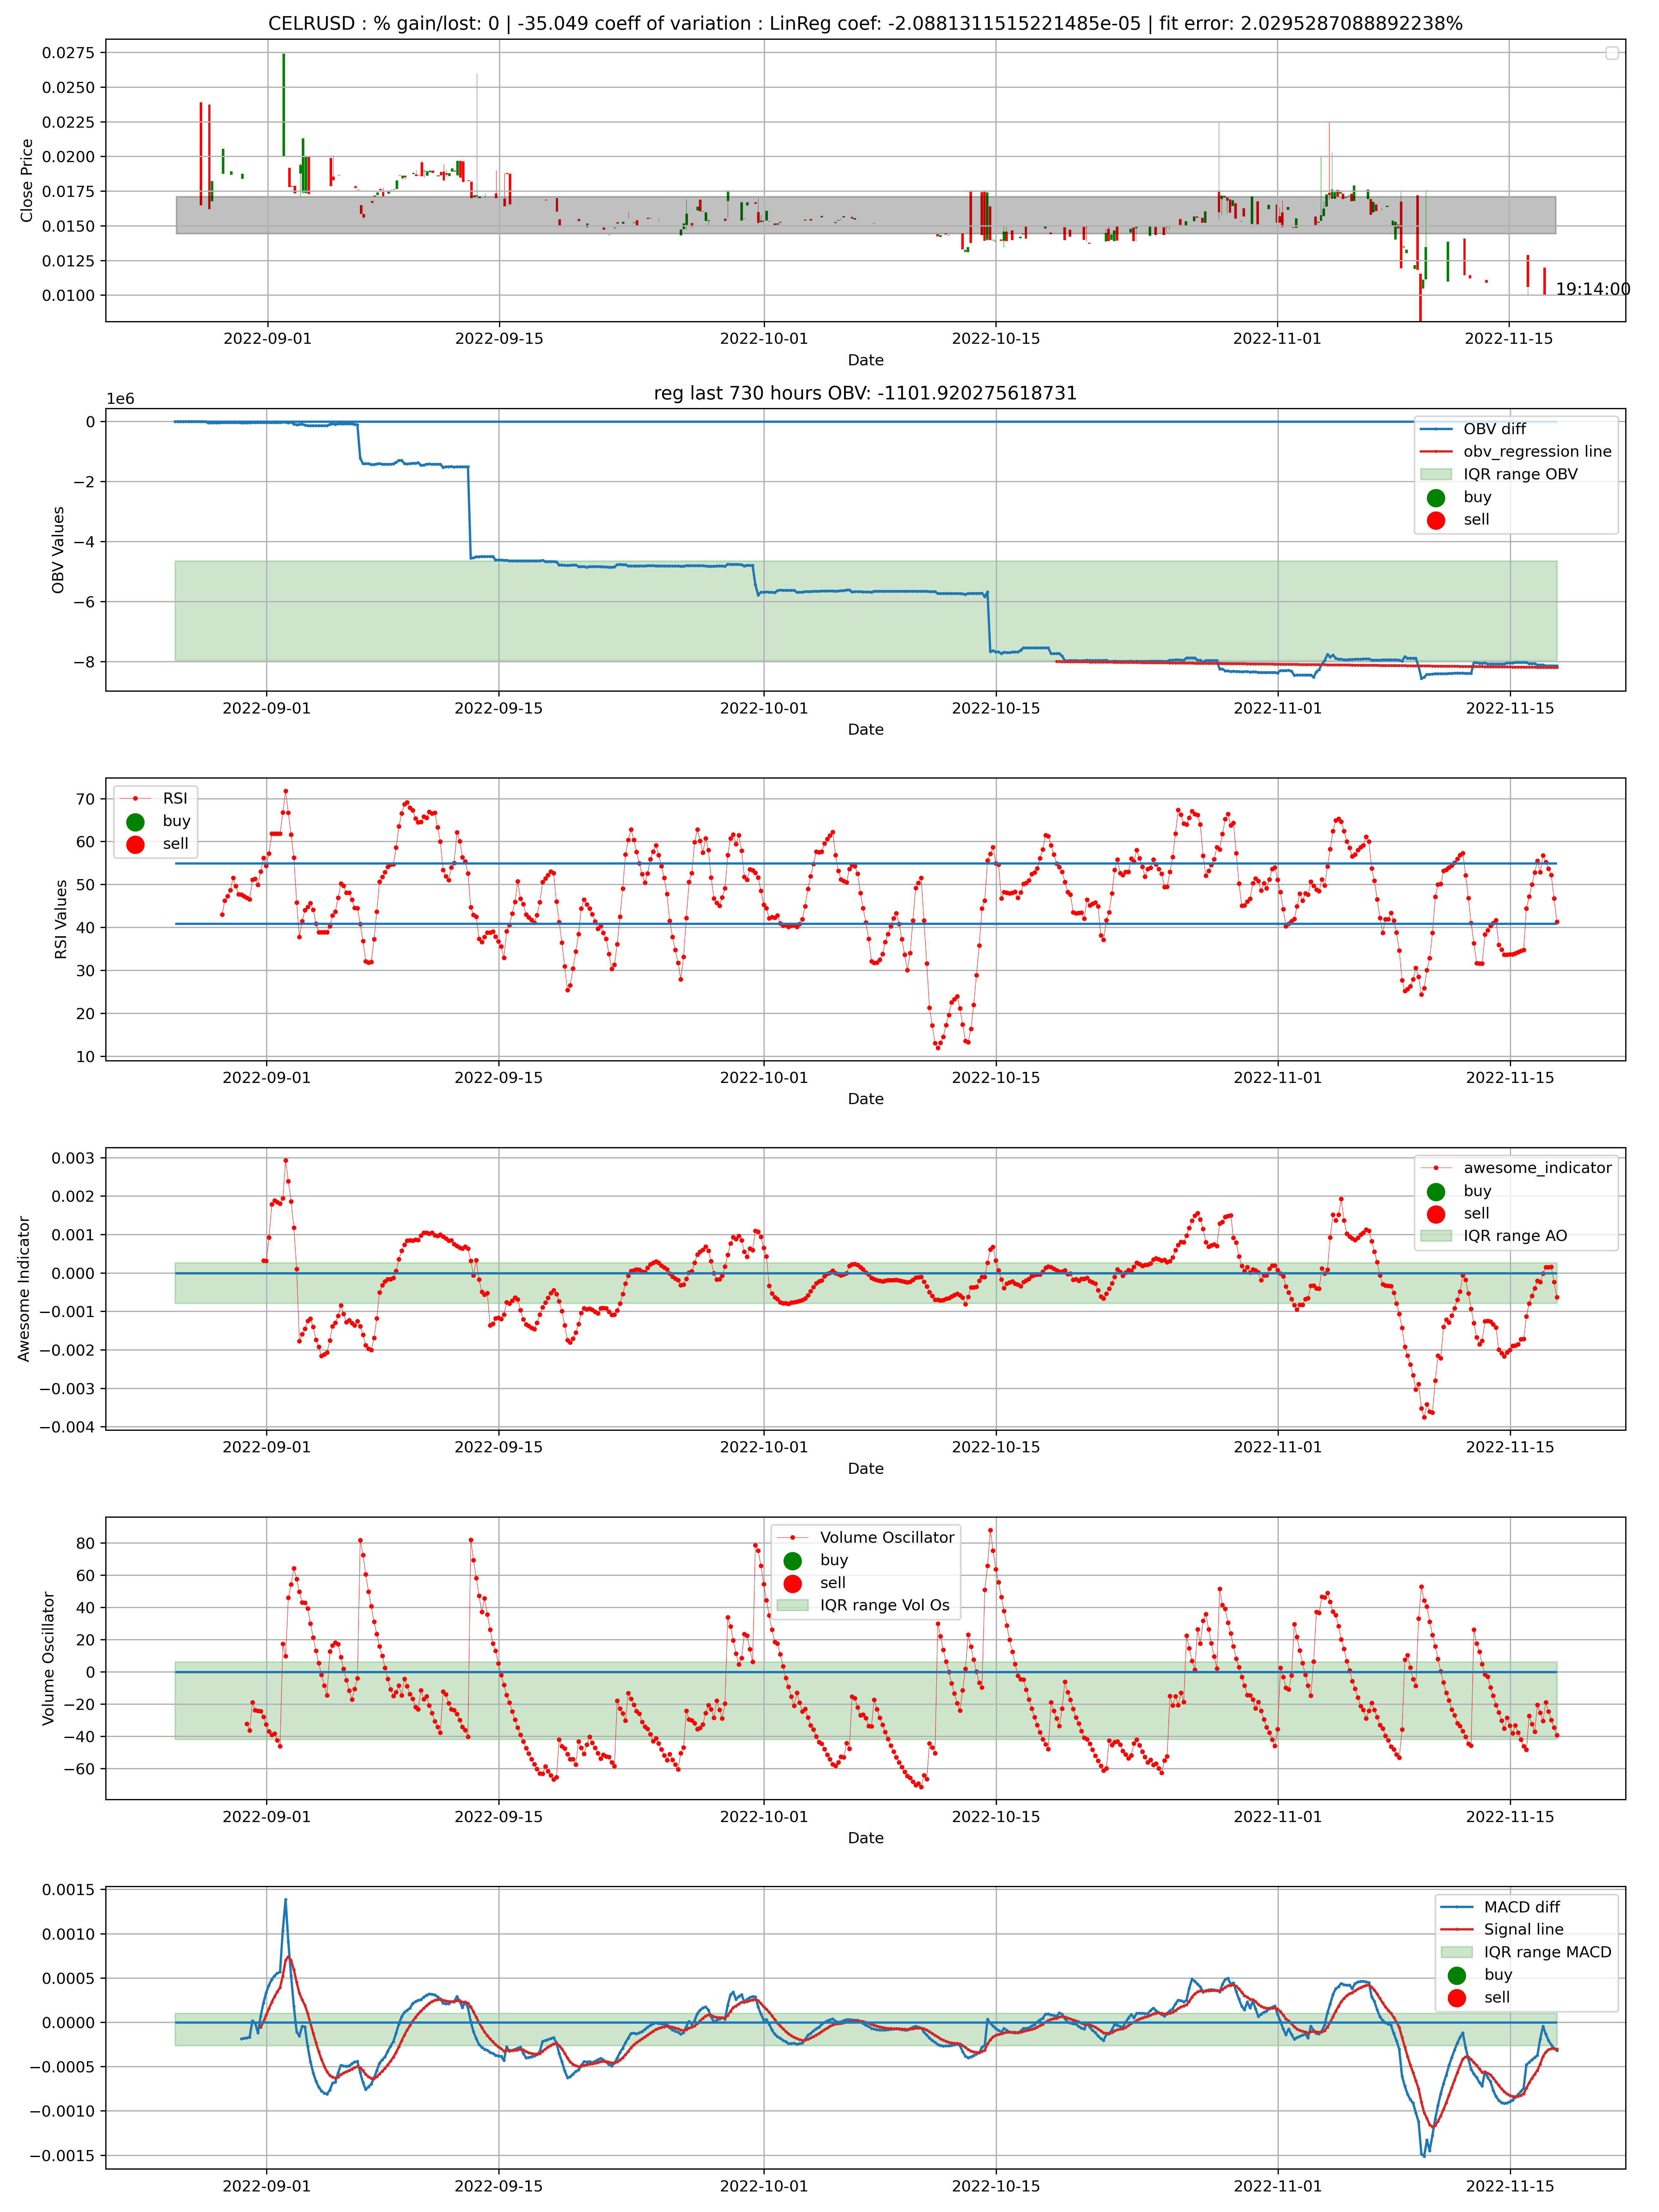 CELRUSD : % gain/lost: 0 | -35.049 coeff of variation : LinReg coef: -2.0881311515221485e-05 | fit error: 2.0295287088892238%
0.0275
0.0250
0.0225
0.0200
0.0175
0.0150
0.0125
0.0100
Close Price
19:14:00
2022-09-01 2022-09-15 2022-10-01 2022-10-15 2022-11-01 2022-11-15
Date
reg last 730 hours OBV: -1101.920275618731
1e6
0
−2
−4
−6
−8
OBV Values
OBV diff
obv_regression line
IQR range OBV
buy
sell
2022-09-01 2022-09-15 2022-10-01 2022-10-15 2022-11-01 2022-11-15
Date
70
60
50
40
30
20
10
RSI Values
RSI
buy
sell
2022-09-01 2022-09-15 2022-10-01 2022-10-15 2022-11-01 2022-11-15
Date
0.003
0.002
0.001
0.000
−0.001
−0.002
−0.003
−0.004
Awesome Indicator
awesome_indicator
buy
sell
IQR range AO
2022-09-01 2022-09-15 2022-10-01 2022-10-15 2022-11-01 2022-11-15
Date
80
60
40
20
0
−20
−40
−60
Volume Oscillator
Volume Oscillator
buy
sell
IQR range Vol Os
2022-09-01 2022-09-15 2022-10-01 2022-10-15 2022-11-01 2022-11-15
Date
0.0015
0.0010
0.0005
0.0000
−0.0005
−0.0010
−0.0015
MACD diff
Signal line
IQR range MACD
buy
sell
2022-09-01 2022-09-15 2022-10-01 2022-10-15 2022-11-01 2022-11-15